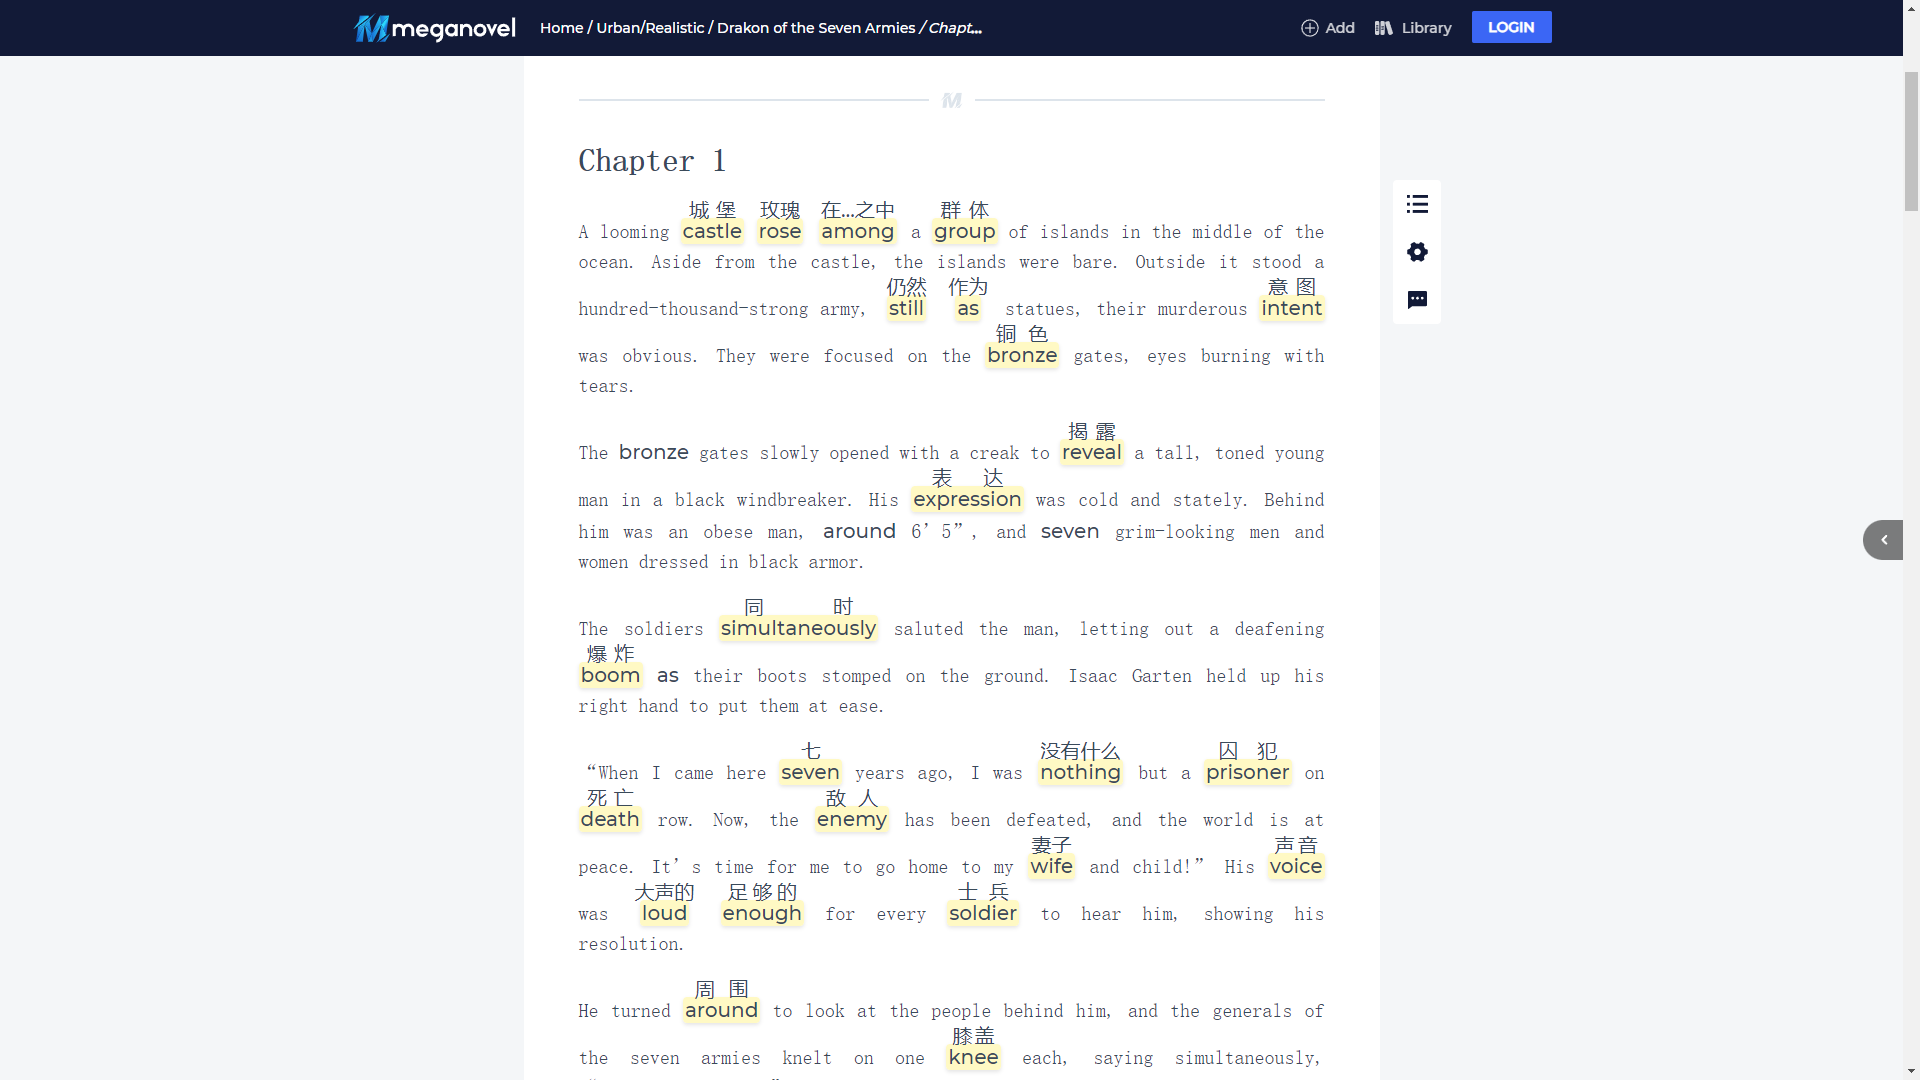 meganovel Home / Urban/Realistic / Drakon of the Seven Armies / Chapt... Add Library LOGIN
Chapter 1
城堡 玫瑰 在...之中 群体
A looming castle rose among a group of islands in the middle of the
ocean. Aside from the castle, the islands were bare. Outside it stood a
仍然 作为 意图
hundred-thousand-strong army, still as statues, their murderous intent
铜色
was obvious. They were focused on the bronze gates, eyes burning with
tears.
揭露
The bronze gates slowly opened with a creak to reveal a tall, toned young
表达
man in a black windbreaker. His expression was cold and stately. Behind
him was an obese man, around 6’5”, and seven grim-looking men and
women dressed in black armor.
同时
The soldiers simultaneously saluted the man, letting out a deafening
爆炸
boom as their boots stomped on the ground. Isaac Garten held up his
right hand to put them at ease.
七 没有什么 囚犯
“When I came here seven years ago, I was nothing but a prisoner on
死亡 敌人
death row. Now, the enemy has been defeated, and the world is at
妻子 声音
peace. It’s time for me to go home to my wife and child!” His voice
大声的 足够的 士兵
was loud enough for every soldier to hear him, showing his
resolution.
周围
He turned around to look at the people behind him, and the generals of
膝盖
the seven armies knelt on one knee each, saying simultaneously,